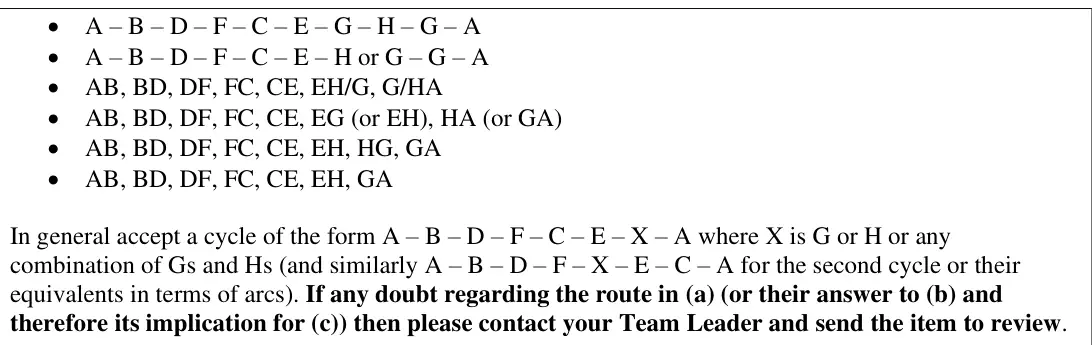 • A – B – D – F – C – E – G – H – G – A
• A – B – D – F – C – E – H or G – G – A
• AB, BD, DF, FC, CE, EH/G, G/HA
• AB, BD, DF, FC, CE, EG (or EH), HA (or GA)
• AB, BD, DF, FC, CE, EH, HG, GA
• AB, BD, DF, FC, CE, EH, GA
In general accept a cycle of the form A – B – D – F – C – E – X – A where X is G or H or any
combination of Gs and Hs (and similarly A – B – D – F – X – E – C – A for the second cycle or their
equivalents in terms of arcs). If any doubt regarding the route in (a) (or their answer to (b) and
therefore its implication for (c)) then please contact your Team Leader and send the item to review.